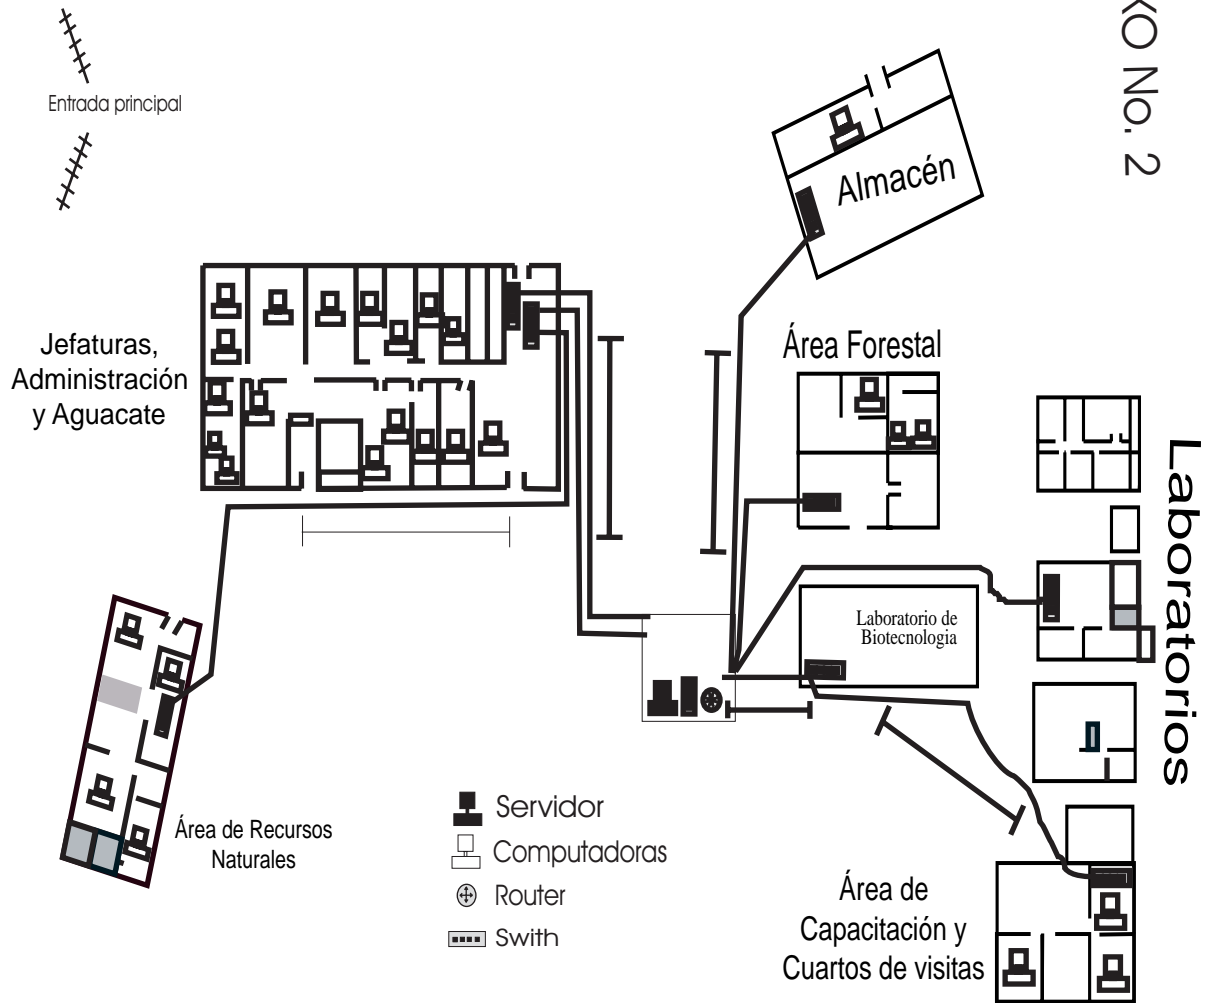 Entrada principal
XO No. 2
Almacén
Jefaturas,
Administración
y Aguacate
Área Forestal
Laboratorios
Laboratorio de
Biotecnologia
Área de Recursos
Naturales
Servidor
Computadoras
Router
Swith
Área de
Capacitación y
Cuartos de visitas